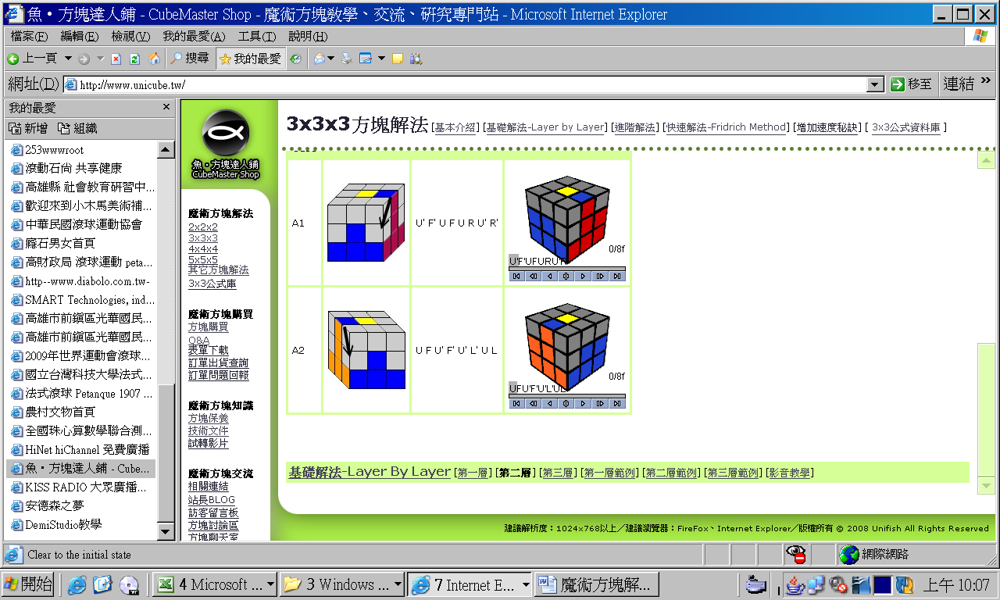 魚‧方塊達人鋪 - CubeMaster Shop - 魔術方塊教學、交流、研究專門站 - Microsoft Internet Explorer
檔案(F) 編輯(E) 檢視(V) 我的最愛(A) 工具(T) 說明(H)
上一頁 搜尋 我的最愛
網址(D) http://www.unicube.tw/ 移至 連結 »
我的最愛 ×
新增 組織
253wwwroot
滾動石尚 共享健康
高雄縣 社會教育研習中...
歡迎來到小木馬美術補...
中華民國滾球運動協會
癮石男女首頁
高財政局 滾球運動 peta...
http--www.diabolo.com.tw-
SMART Technologies, ind...
高雄市前鎮區光華國民...
高雄市前鎮區光華國民...
2009年世界運動會滾球...
國立台灣科技大學法式...
法式滾球 Petanque 1907 ...
農村交物首頁
全國珠心算數學聯合測...
HiNet hiChannel 免費廣播
魚‧方塊達人鋪 - Cube...
KISS RADIO 大眾廣播...
安德森之夢
DemiStudio教學
魚‧方塊達人鋪
CubeMaster Shop
魔術方塊解法
2x2x2
3x3x3
4x4x4
5x5x5
其它方塊解法
3x3公式庫
魔術方塊購買
方塊購買
Q&A
表單下載
訂單出貨查詢
訂單問題回報
魔術方塊知識
方塊保養
技術文件
試轉影片
魔術方塊交流
相關連結
站長BLOG
訪客留言板
方塊討論區
方塊聊天室
3x3x3方塊解法 [基本介紹] [基礎解法-Layer by Layer] [進階解法] [快速解法-Fridrich Method] [增加速度秘訣] [ 3x3公式資料庫 ]
A1 U' F' U F U R U' R'
0/8f
U'F'UFURU'R'
A2 U F U' F' U' L' U L
0/8f
UFU'F'U'L'UL
基礎解法-Layer By Layer [第一層] [第二層] [第三層] [第一層範例] [第二層範例] [第三層範例] [影音教學]
建議解析度：1024x768以上／建議瀏覽器：FireFox、Internet Explorer／版權所有 © 2008 Unifish All Rights Reserved
Clear to the initial state 網際網路
開始 4 Microsoft ... 3 Windows ... 7 Internet E... 魔術方塊解... 上午 10:07